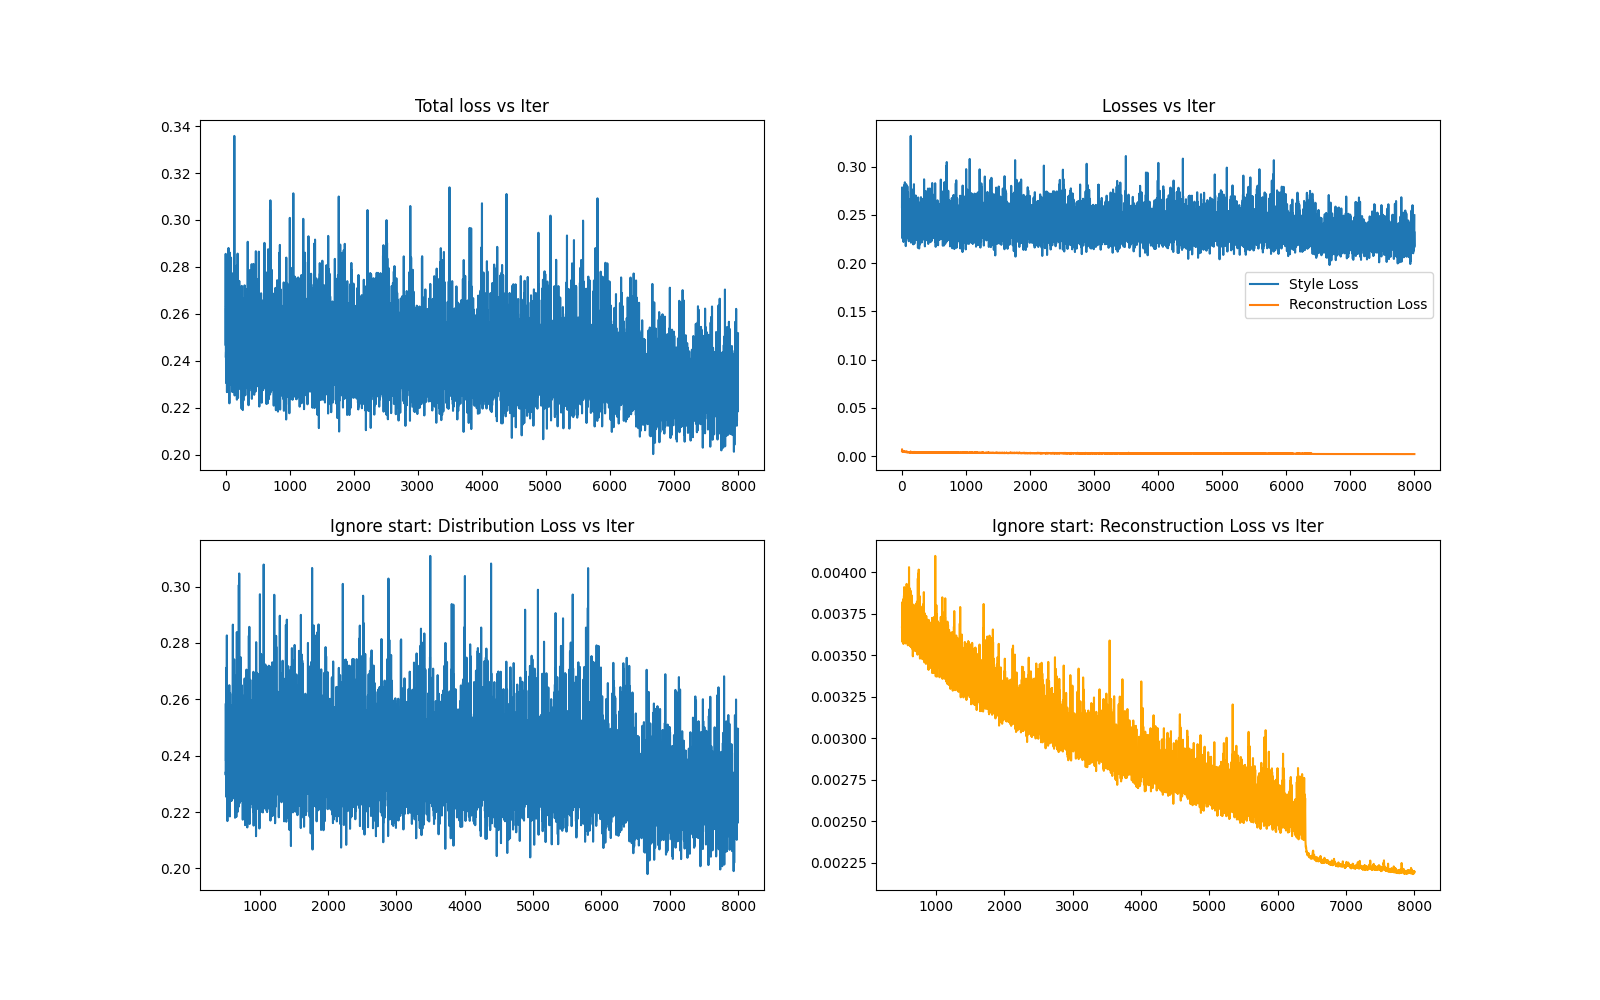 Total loss vs Iter
0.34
0.32
0.30
0.28
0.26
0.24
0.22
0.20
0 1000 2000 3000 4000 5000 6000 7000 8000
Losses vs Iter
0.30
0.25
0.20
0.15
0.10
0.05
0.00
Style Loss
Reconstruction Loss
0 1000 2000 3000 4000 5000 6000 7000 8000
Ignore start: Distribution Loss vs Iter
0.30
0.28
0.26
0.24
0.22
0.20
1000 2000 3000 4000 5000 6000 7000 8000
Ignore start: Reconstruction Loss vs Iter
0.00400
0.00375
0.00350
0.00325
0.00300
0.00275
0.00250
0.00225
1000 2000 3000 4000 5000 6000 7000 8000